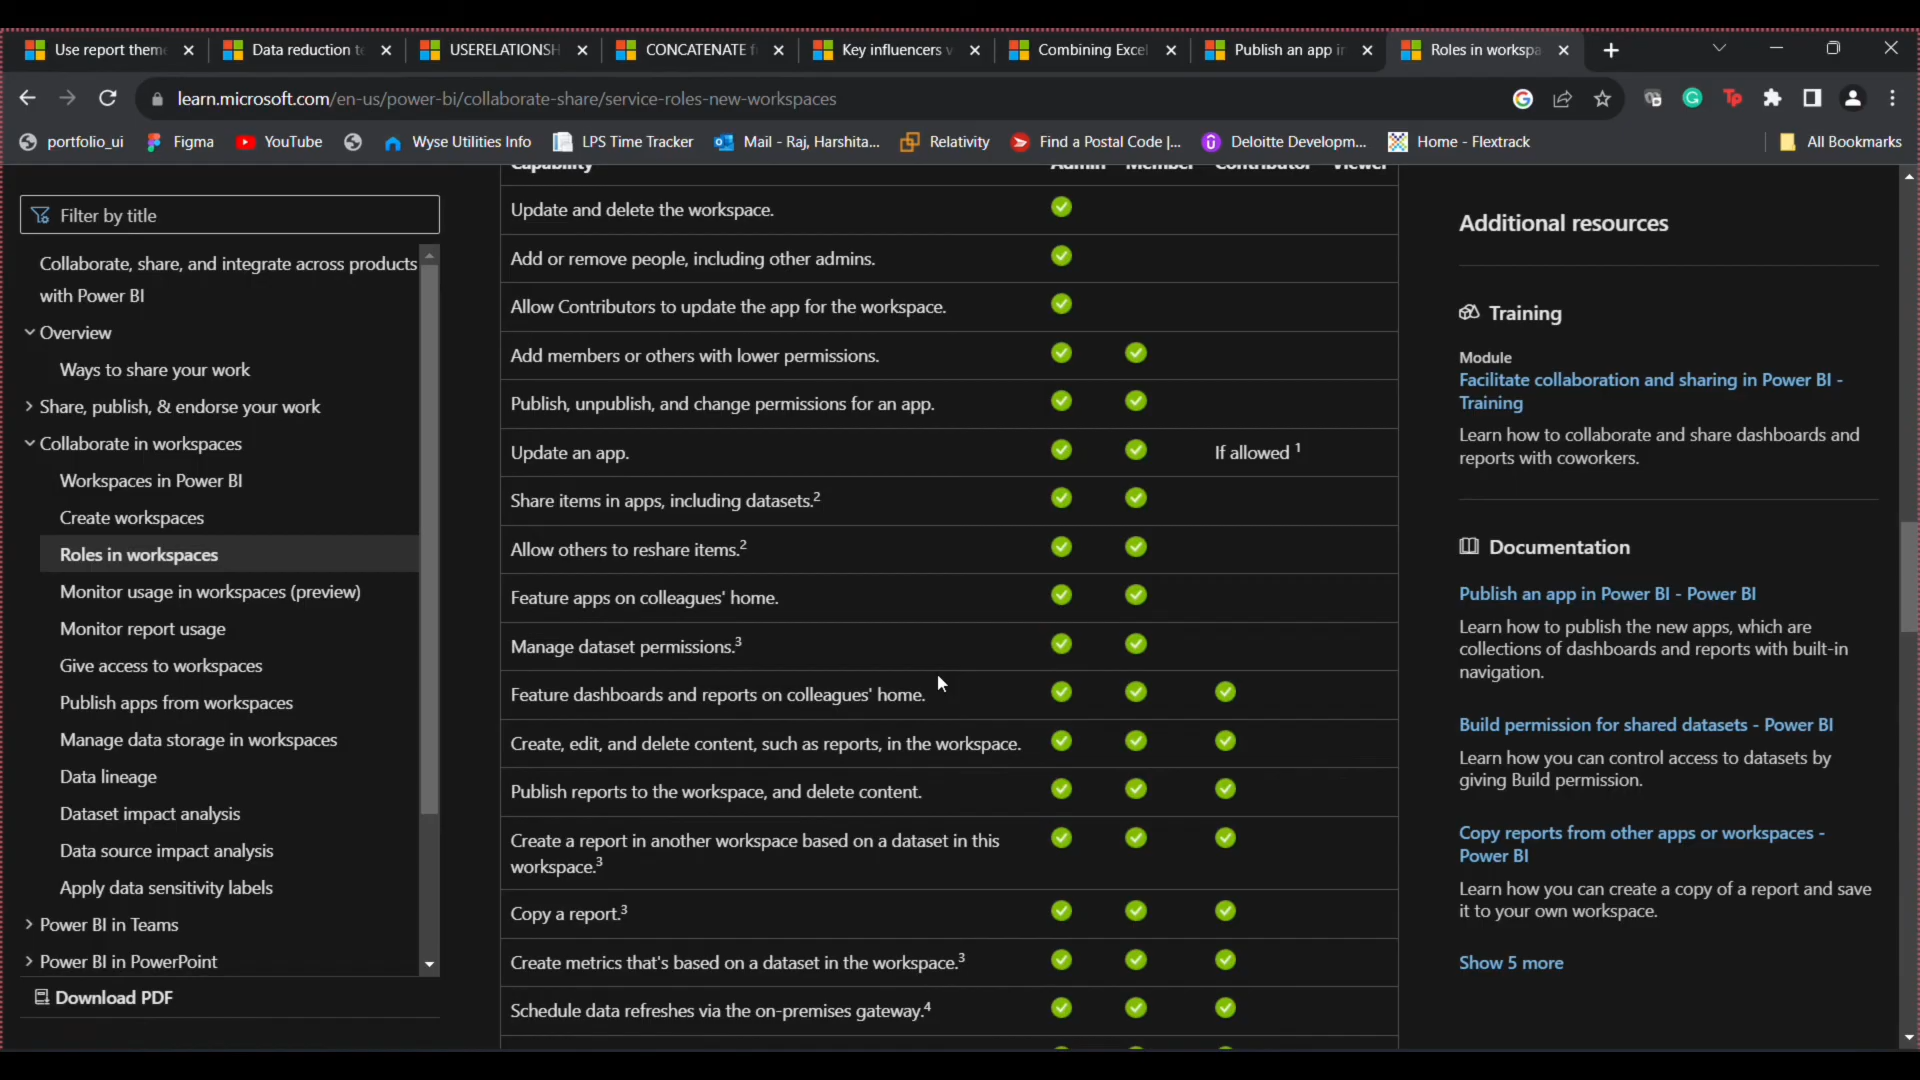 Use report them
Data reduction t
USERELATIONSH
CONCATENATE f
Key influencers v
Combining Excel
Publish an app i
Roles in workspa
learn.microsoft.com/en-us/power-bi/collaborate-share/service-roles-new-workspaces
portfolio_ui
Figma
YouTube
Wyse Utilities Info
LPS Time Tracker
Mail - Raj, Harshita...
Relativity
Find a Postal Code |...
Deloitte Developm...
Home - Flextrack
All Bookmarks
Filter by title
Collaborate, share, and integrate across products
with Power BI
Overview
Ways to share your work
Share, publish, & endorse your work
Collaborate in workspaces
Workspaces in Power BI
Create workspaces
Roles in workspaces
Monitor usage in workspaces (preview)
Monitor report usage
Give access to workspaces
Publish apps from workspaces
Manage data storage in workspaces
Data lineage
Dataset impact analysis
Data source impact analysis
Apply data sensitivity labels
Power BI in Teams
Power BI in PowerPoint
Download PDF
Capability Admin Member Contributor Viewer
Update and delete the workspace.
Add or remove people, including other admins.
Allow Contributors to update the app for the workspace.
Add members or others with lower permissions.
Publish, unpublish, and change permissions for an app.
Update an app. If allowed 1
Share items in apps, including datasets.2
Allow others to reshare items.2
Feature apps on colleagues' home.
Manage dataset permissions.3
Feature dashboards and reports on colleagues' home.
Create, edit, and delete content, such as reports, in the workspace.
Publish reports to the workspace, and delete content.
Create a report in another workspace based on a dataset in this
workspace.3
Copy a report.3
Create metrics that's based on a dataset in the workspace.3
Schedule data refreshes via the on-premises gateway.4
Additional resources
Training
Module
Facilitate collaboration and sharing in Power BI -
Training
Learn how to collaborate and share dashboards and
reports with coworkers.
Documentation
Publish an app in Power BI - Power BI
Learn how to publish the new apps, which are
collections of dashboards and reports with built-in
navigation.
Build permission for shared datasets - Power BI
Learn how you can control access to datasets by
giving Build permission.
Copy reports from other apps or workspaces -
Power BI
Learn how you can create a copy of a report and save
it to your own workspace.
Show 5 more